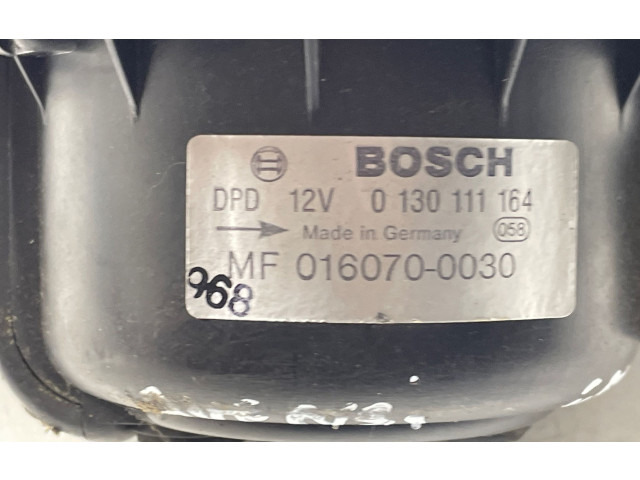 BOSCH
DPD 12V 0 130 111 164
Made in Germany 058
MF 016070-0030
968